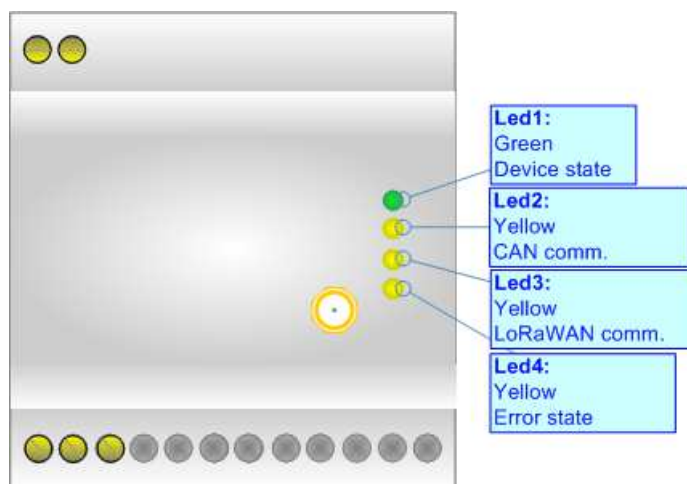 Led1:
Green
Device state
Led2:
Yellow
CAN comm.
Led3:
Yellow
LoRaWAN comm.
Led4:
Yellow
Error state